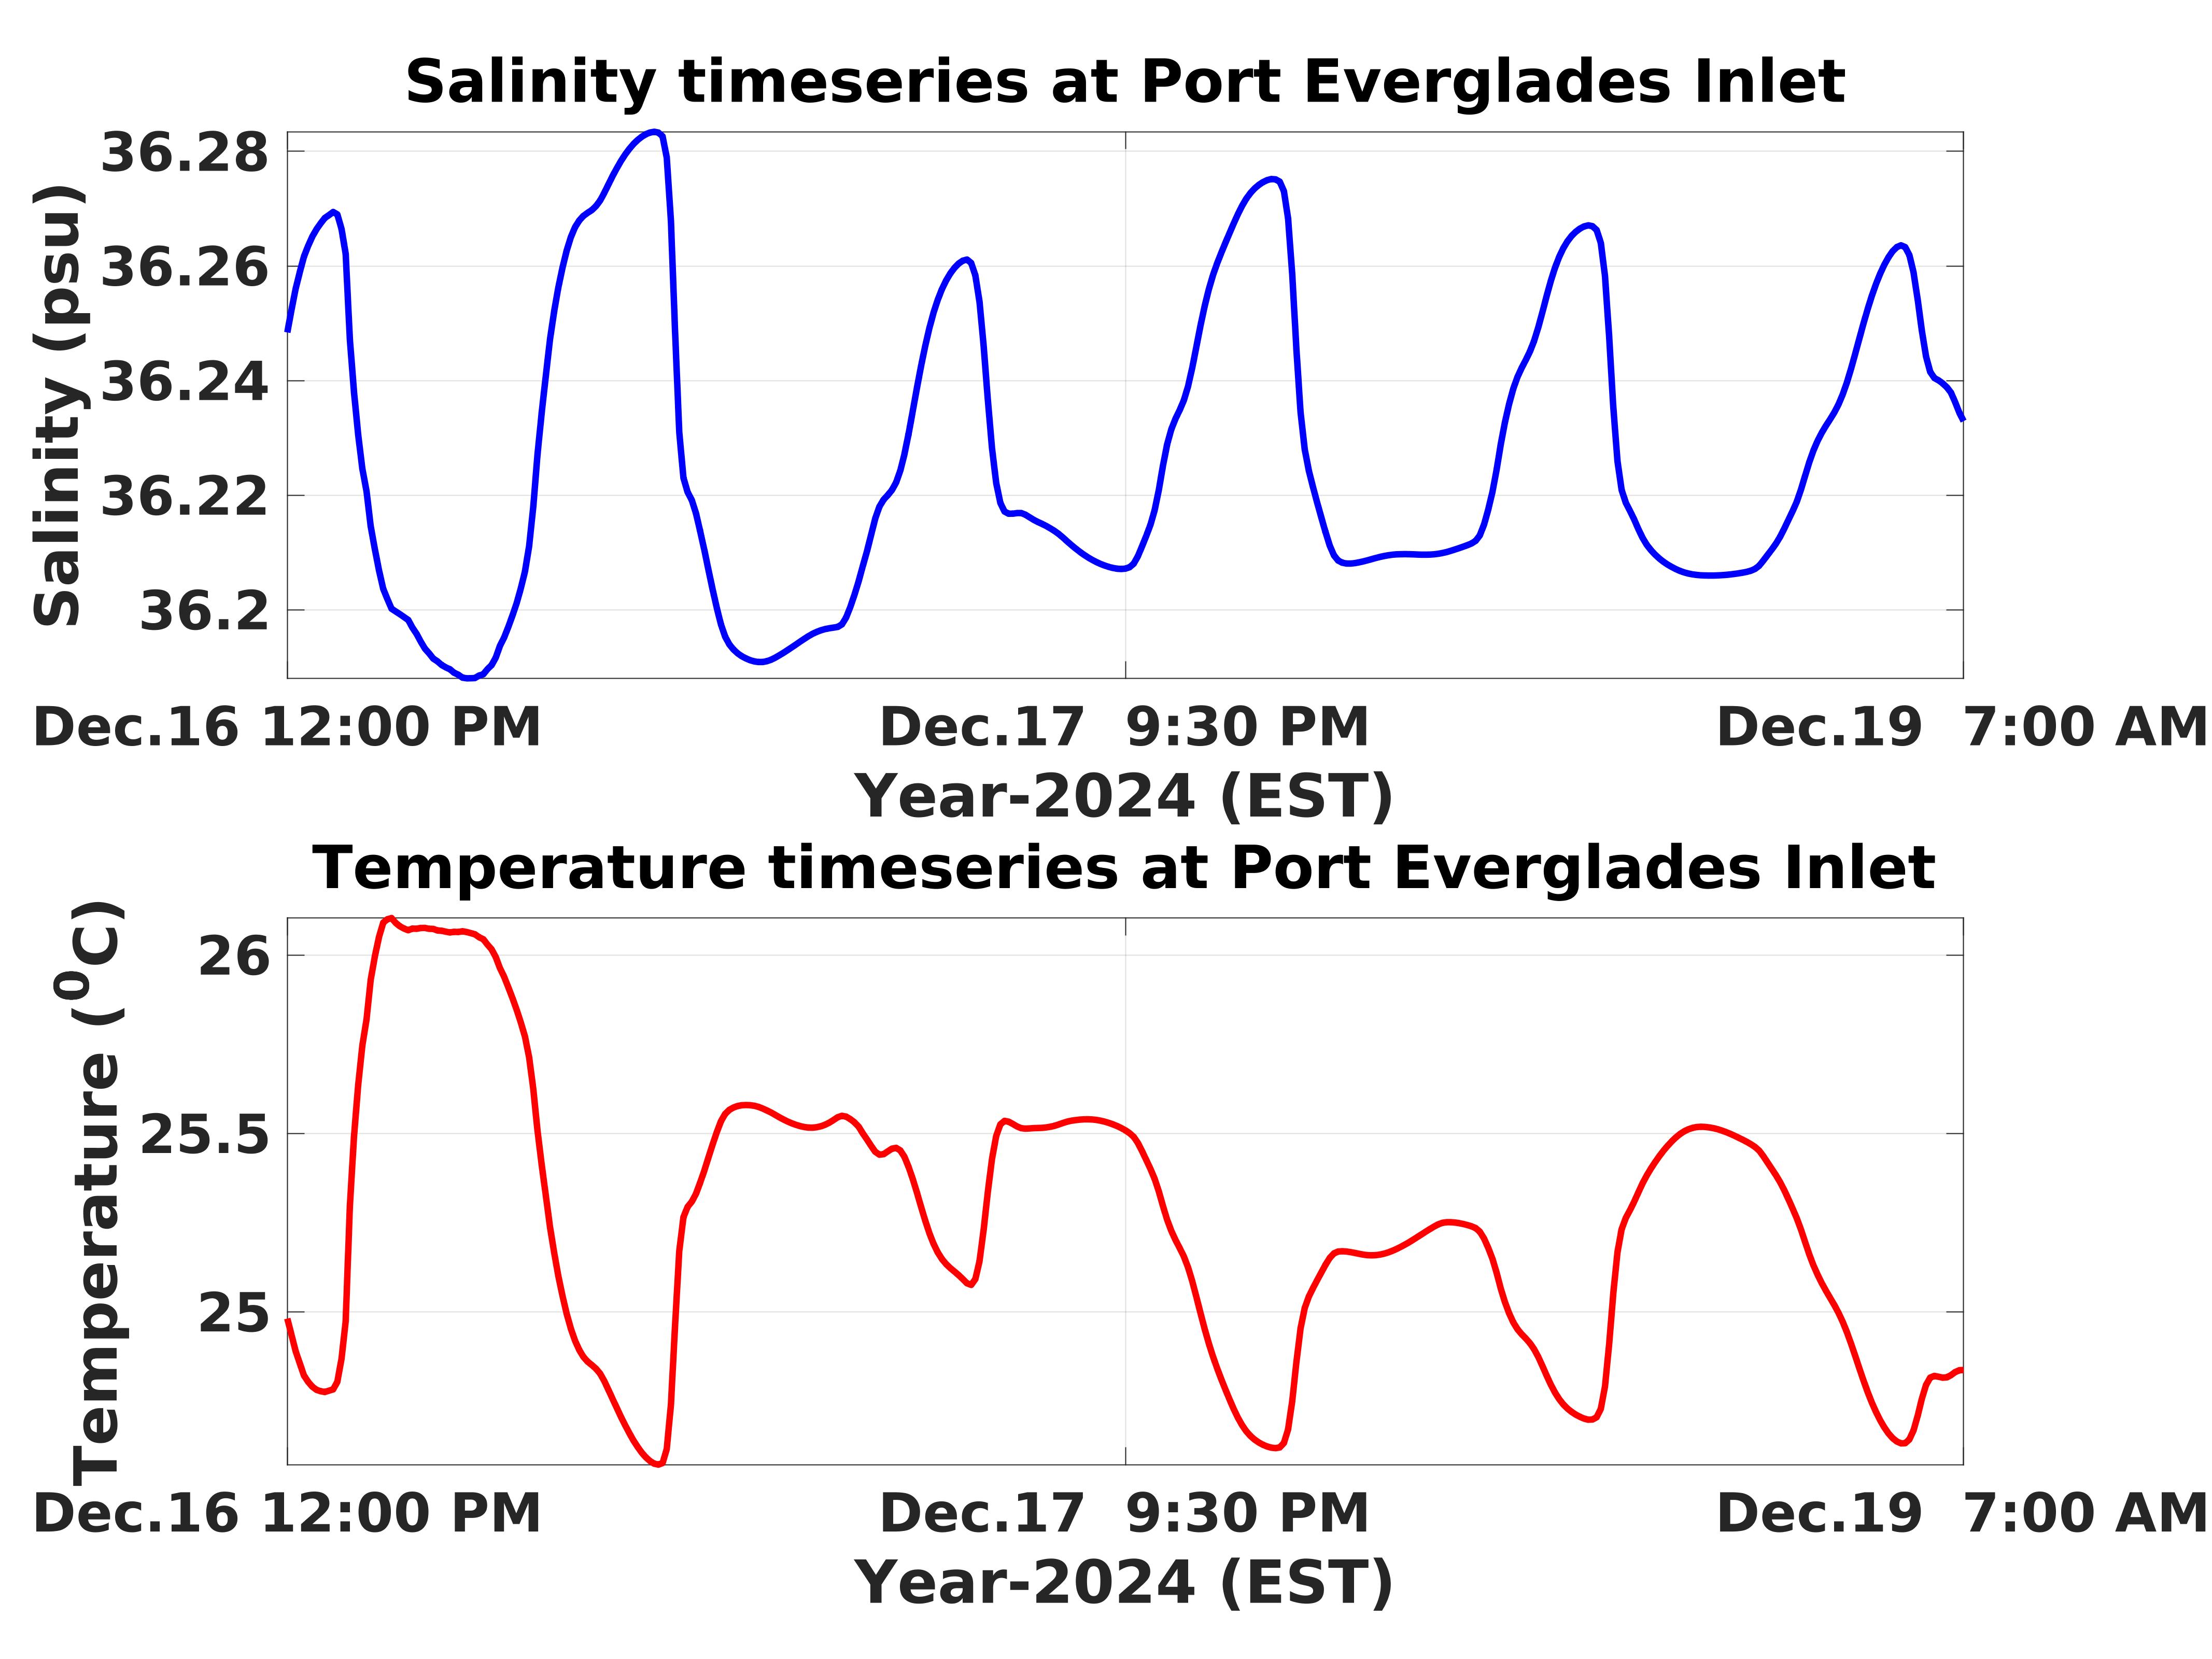 Salinity timeseries at Port Everglades Inlet
Salinity (psu)
36.28
36.26
36.24
36.22
36.2
Dec.16 12:00 PM Dec.17  9:30 PM Dec.19  7:00 AM
Year-2024 (EST)
Temperature timeseries at Port Everglades Inlet
Temperature (⁰C)
26
25.5
25
Dec.16 12:00 PM Dec.17  9:30 PM Dec.19  7:00 AM
Year-2024 (EST)